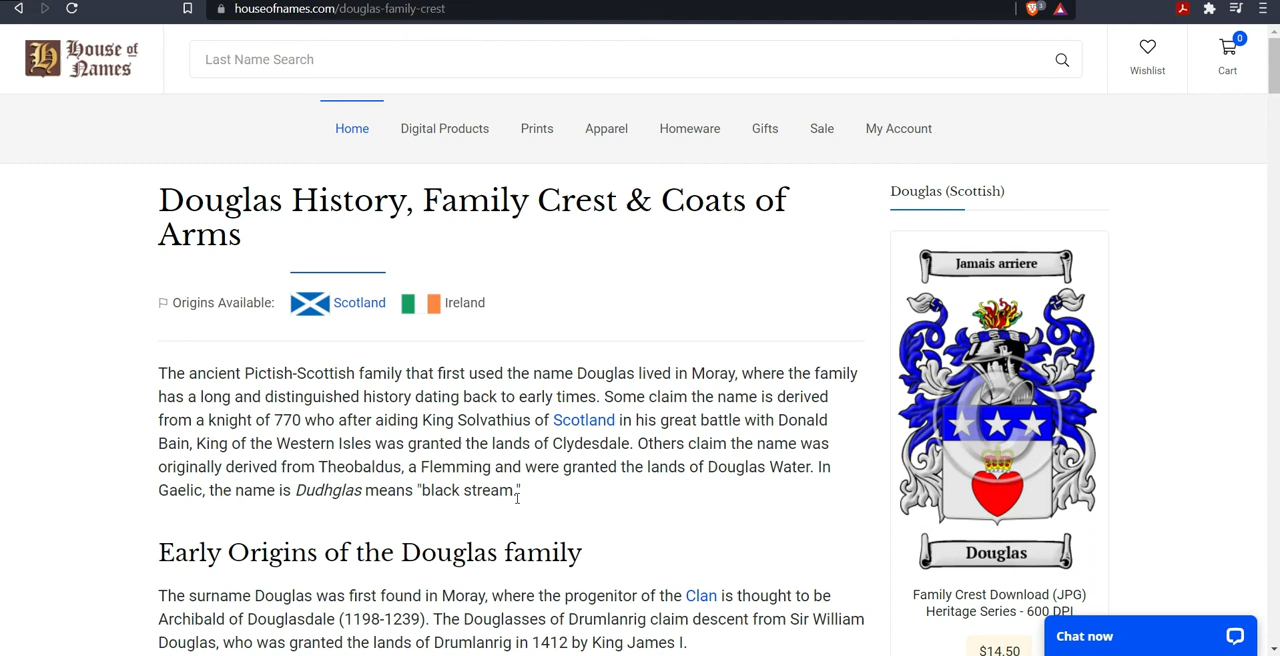 houseofnames.com/douglas-family-crest
3
House of
Names
Last Name Search
Wishlist
0
Cart
Home
Digital Products
Prints
Apparel
Homeware
Gifts
Sale
My Account
Douglas History, Family Crest & Coats of
Arms
Origins Available:
Scotland
Ireland
The ancient Pictish-Scottish family that first used the name Douglas lived in Moray, where the family
has a long and distinguished history dating back to early times. Some claim the name is derived
from a knight of 770 who after aiding King Solvathius of Scotland in his great battle with Donald
Bain, King of the Western Isles was granted the lands of Clydesdale. Others claim the name was
originally derived from Theobaldus, a Flemming and were granted the lands of Douglas Water. In
Gaelic, the name is Dudhglas means "black stream."
Early Origins of the Douglas family
The surname Douglas was first found in Moray, where the progenitor of the Clan is thought to be
Archibald of Douglasdale (1198-1239). The Douglasses of Drumlanrig claim descent from Sir William
Douglas, who was granted the lands of Drumlanrig in 1412 by King James I.
Douglas (Scottish)
Jamais arriere
Douglas
Family Crest Download (JPG)
Heritage Series - 600 DPI
$14.50
Chat now